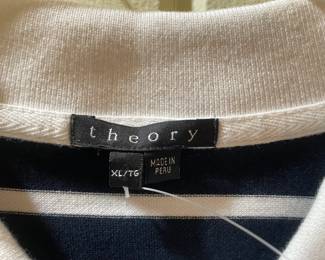 theory
XL/TG
MADE IN
PERU